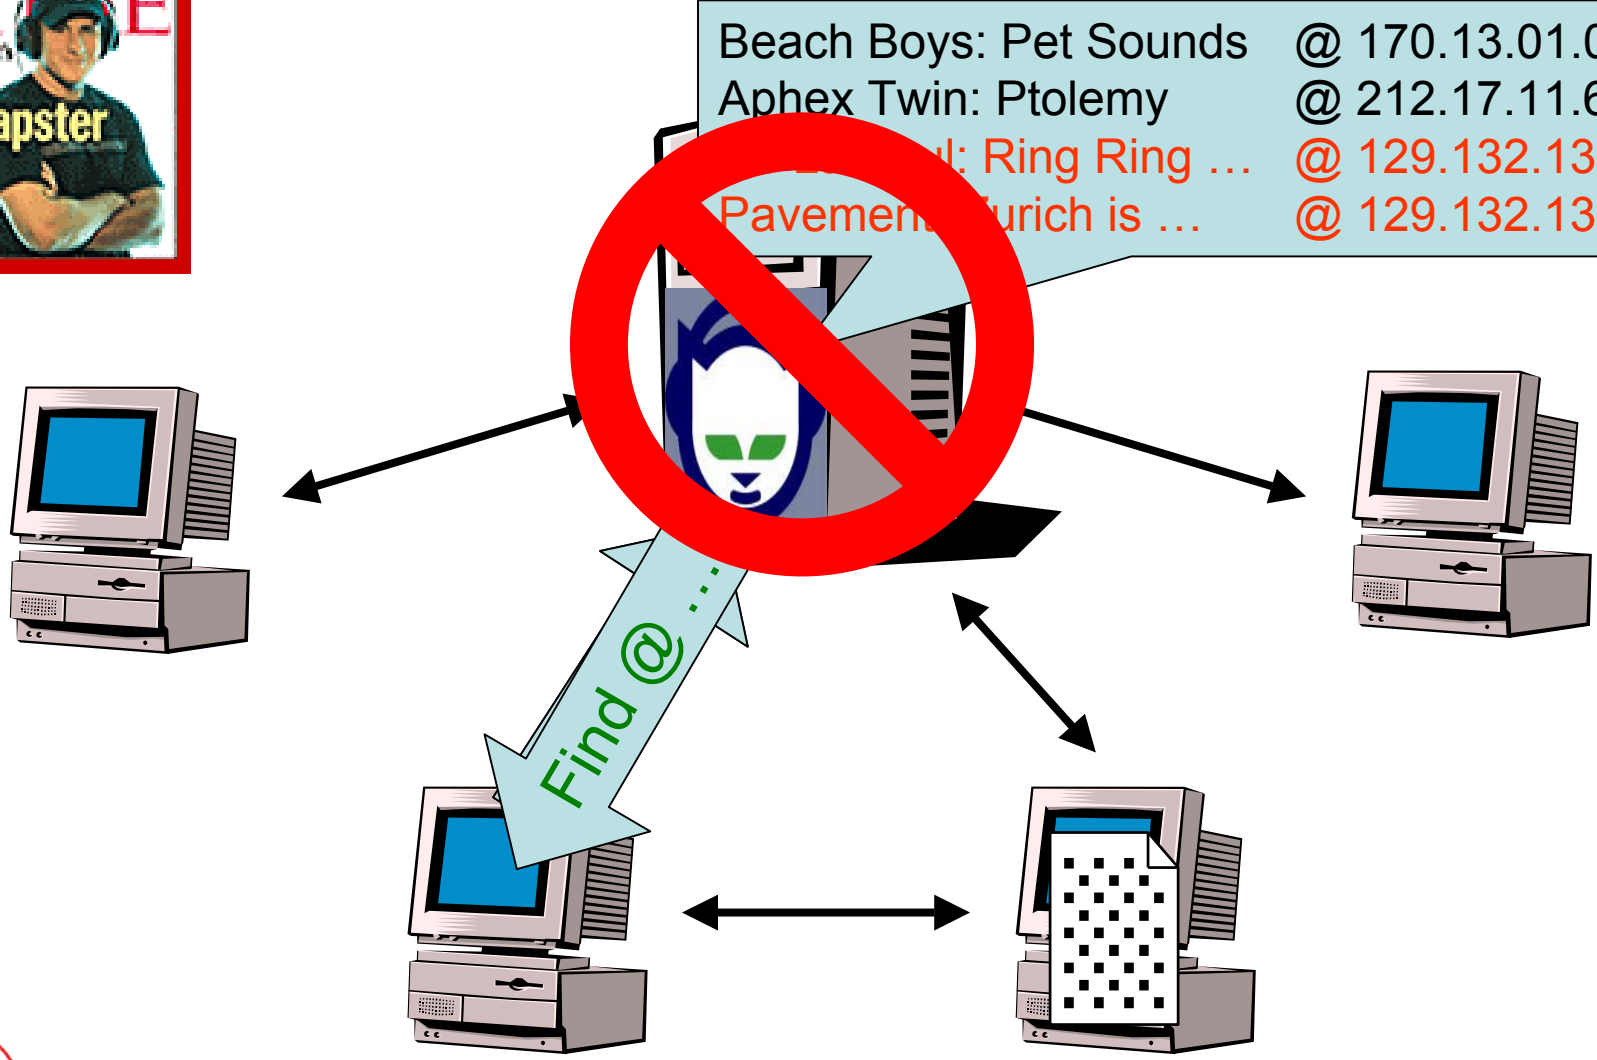 E
apster
Beach Boys: Pet Sounds @ 170.13.01.0
Aphex Twin: Ptolemy @ 212.17.11.6
: Ring Ring … @ 129.132.13
Pavement urich is … @ 129.132.13
Find @ …